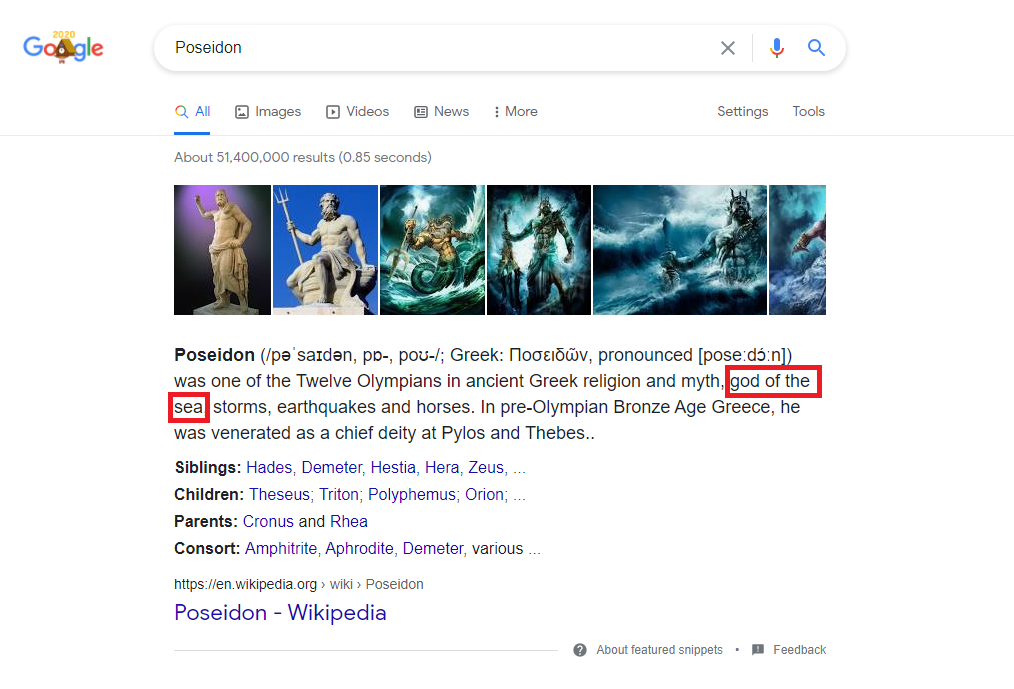 2020
Google
Poseidon
All Images Videos News More Settings Tools
About 51,400,000 results (0.85 seconds)
Poseidon (/pəˈsaɪdən, pɒ-, poʊ-/; Greek: Ποσειδῶν, pronounced [poseːdɔ́ːn])
was one of the Twelve Olympians in ancient Greek religion and myth, god of the
sea, storms, earthquakes and horses. In pre-Olympian Bronze Age Greece, he
was venerated as a chief deity at Pylos and Thebes..
Siblings: Hades, Demeter, Hestia, Hera, Zeus, ...
Children: Theseus; Triton; Polyphemus; Orion; ...
Parents: Cronus and Rhea
Consort: Amphitrite, Aphrodite, Demeter, various ...
https://en.wikipedia.org › wiki › Poseidon
Poseidon - Wikipedia
About featured snippets • Feedback